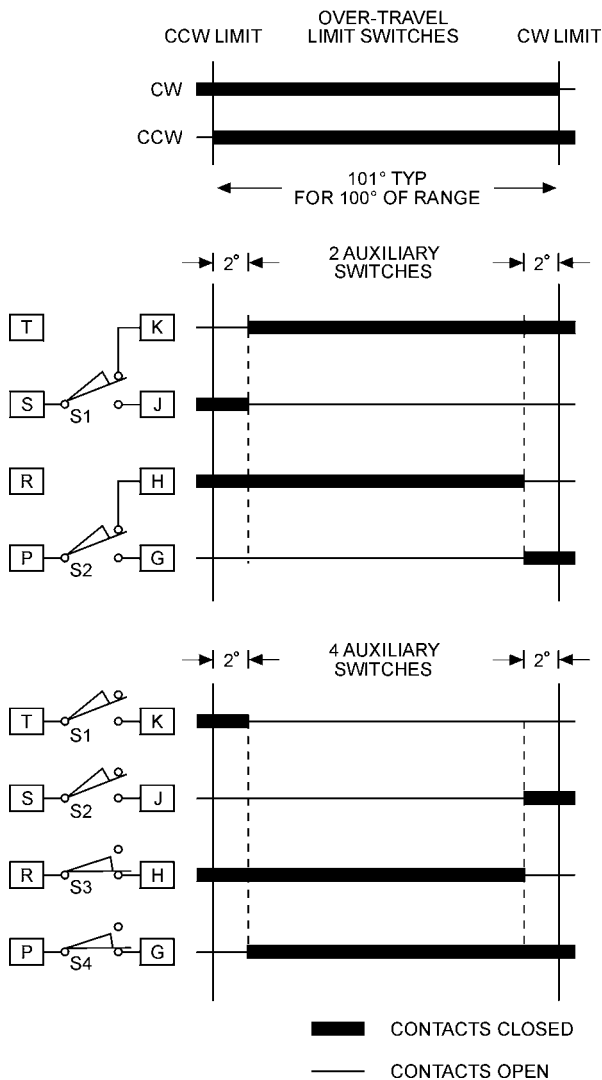 OVER-TRAVEL
CCW LIMIT LIMIT SWITCHES CW LIMIT
CW
CCW
101° TYP
FOR 100° OF RANGE
2° 2 AUXILIARY 2°
SWITCHES
T K
S S1 J
R H
P S2 G
2° 4 AUXILIARY 2°
SWITCHES
T S1 K
S S2 J
R S3 H
P S4 G
CONTACTS CLOSED
CONTACTS OPEN